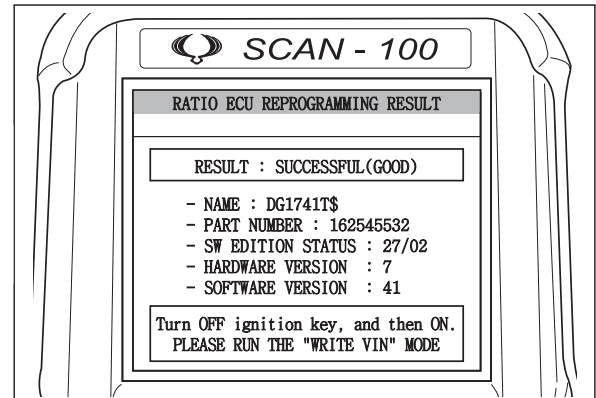 SCAN - 100
RATIO ECU REPROGRAMMING RESULT
RESULT : SUCCESSFUL(GOOD)
- NAME : DG1741T$
- PART NUMBER : 162545532
- SW EDITION STATUS : 27/02
- HARDWARE VERSION : 7
- SOFTWARE VERSION : 41
Turn OFF ignition key, and then ON.
PLEASE RUN THE "WRITE VIN" MODE